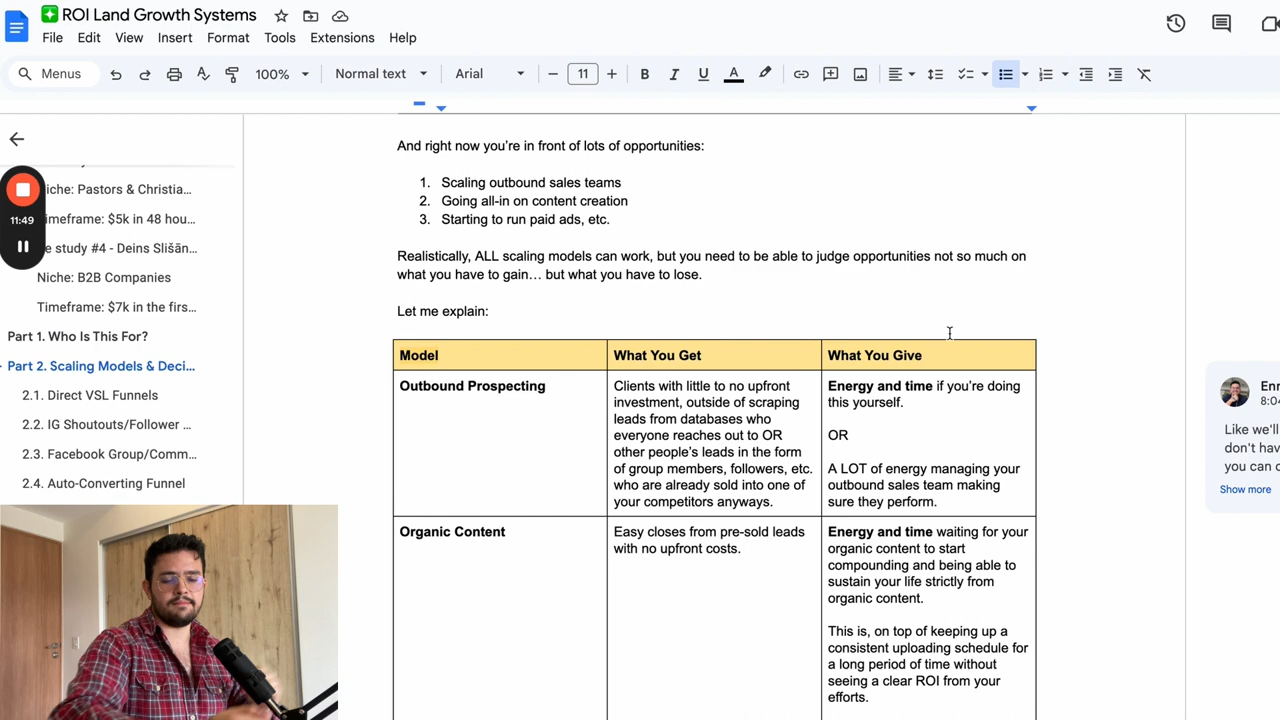 ROI Land Growth Systems
File Edit View Insert Format Tools Extensions Help
Menus 100% Normal text Arial 11 B I U A
11:49
iche: Pastors & Christia...
imeframe: $5k in 48 hou...
e study #4 - Deins Slišān...
Niche: B2B Companies
Timeframe: $7k in the firs...
Part 1. Who Is This For?
Part 2. Scaling Models & Deci...
2.1. Direct VSL Funnels
2.2. IG Shoutouts/Follower ...
2.3. Facebook Group/Comm...
2.4. Auto-Converting Funnel
And right now you're in front of lots of opportunities:
1. Scaling outbound sales teams
2. Going all-in on content creation
3. Starting to run paid ads, etc.
Realistically, ALL scaling models can work, but you need to be able to judge opportunities not so much on
what you have to gain… but what you have to lose.
Let me explain:
Model
What You Get
What You Give
Outbound Prospecting
Clients with little to no upfront
investment, outside of scraping
leads from databases who
everyone reaches out to OR
other people's leads in the form
of group members, followers, etc.
who are already sold into one of
your competitors anyways.
Energy and time if you're doing
this yourself.
OR
A LOT of energy managing your
outbound sales team making
sure they perform.
Organic Content
Easy closes from pre-sold leads
with no upfront costs.
Energy and time waiting for your
organic content to start
compounding and being able to
sustain your life strictly from
organic content.
This is, on top of keeping up a
consistent uploading schedule for
a long period of time without
seeing a clear ROI from your
efforts.
Enr
8:04
Like we'll
don't hav
you can c
Show more